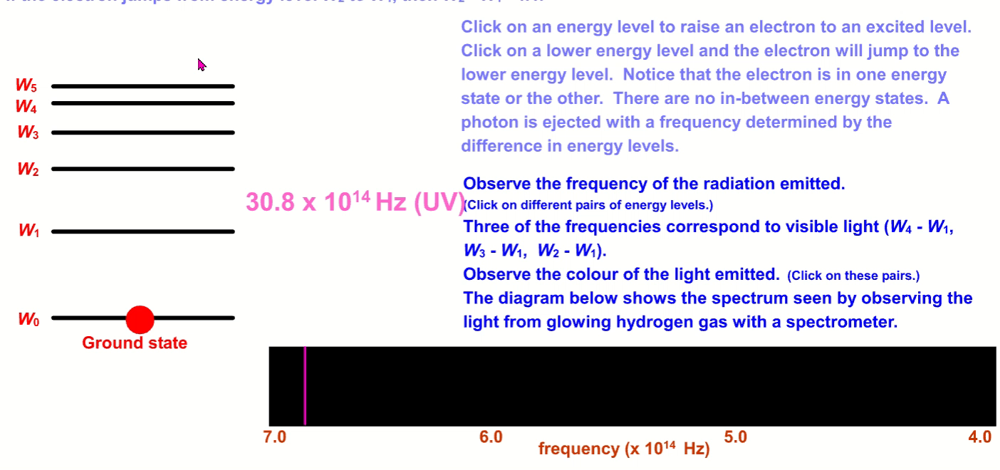 Click on an energy level to raise an electron to an excited level.
Click on a lower energy level and the electron will jump to the
lower energy level. Notice that the electron is in one energy
state or the other. There are no in-between energy states. A
photon is ejected with a frequency determined by the
difference in energy levels.
W₅
W₄
W₃
W₂
W₁
W₀
Ground state
30.8 x 10¹⁴ Hz (UV)
Observe the frequency of the radiation emitted.
(Click on different pairs of energy levels.)
Three of the frequencies correspond to visible light (W₄ - W₁,
W₃ - W₁, W₂ - W₁).
Observe the colour of the light emitted. (Click on these pairs.)
The diagram below shows the spectrum seen by observing the
light from glowing hydrogen gas with a spectrometer.
7.0 6.0 5.0 4.0
frequency (x 10¹⁴ Hz)